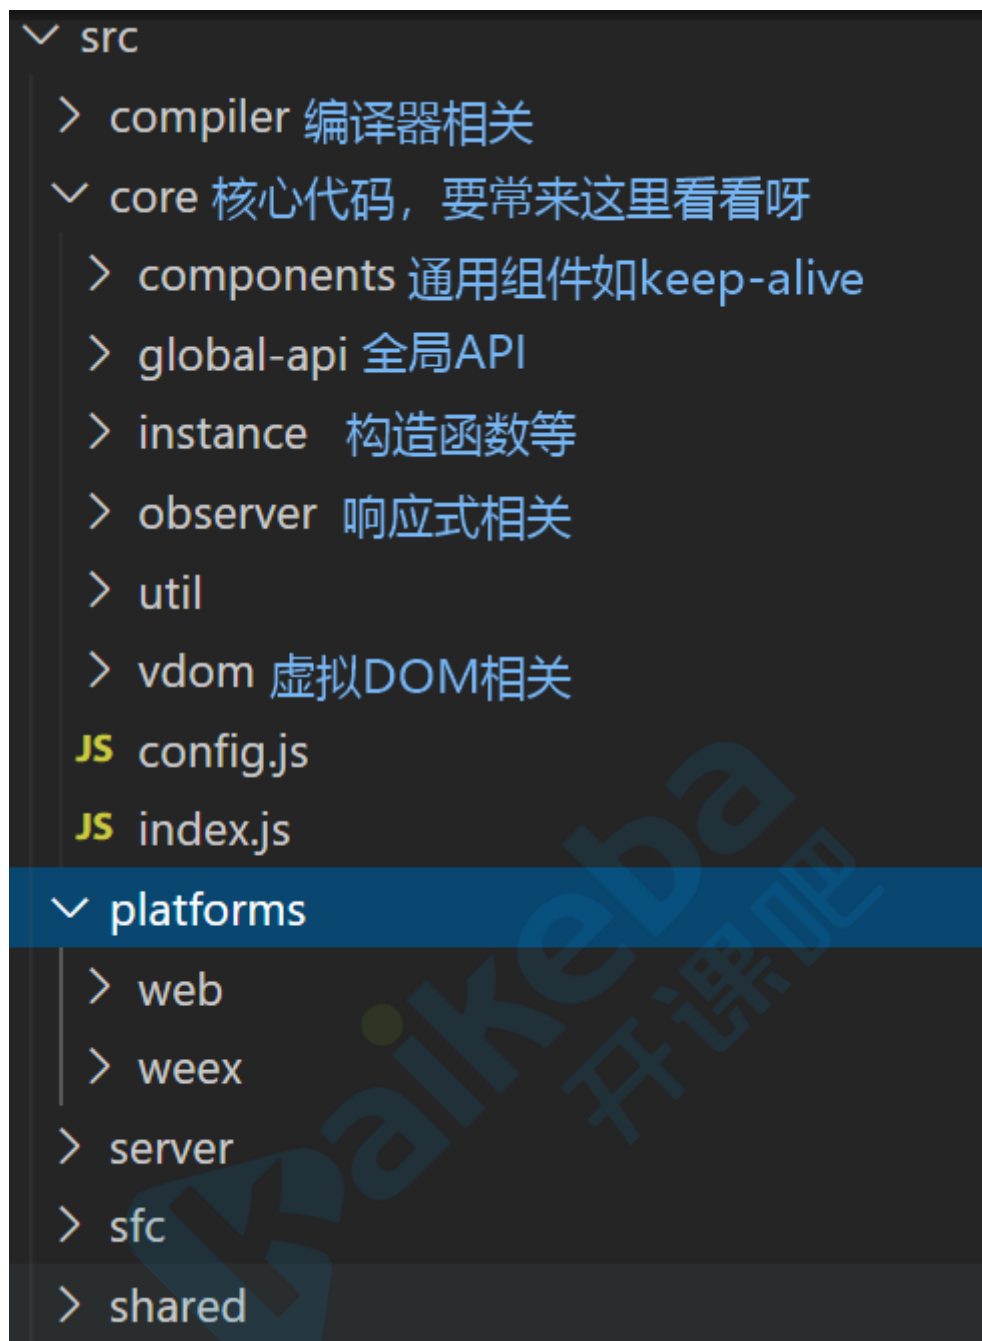 src
compiler 编译器相关
core 核心代码，要常来这里看看呀
components 通用组件如keep-alive
global-api 全局API
instance 构造函数等
observer 响应式相关
util
vdom 虚拟DOM相关
JS config.js
JS index.js
platforms
web
weex
server
sfc
shared
Kaikeba
开课吧